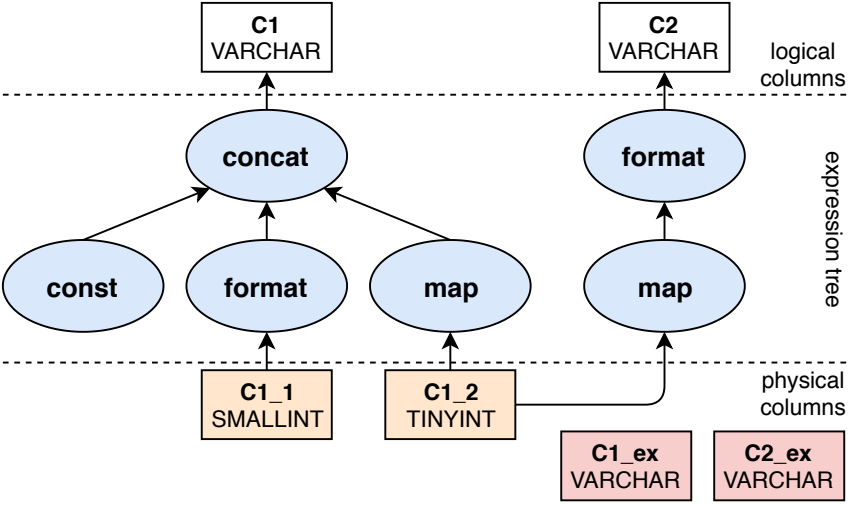 C1
VARCHAR
C2
VARCHAR
logical
columns
concat
format
expression tree
const
format
map
map
C1_1
SMALLINT
C1_2
TINYINT
physical
columns
C1_ex
VARCHAR
C2_ex
VARCHAR